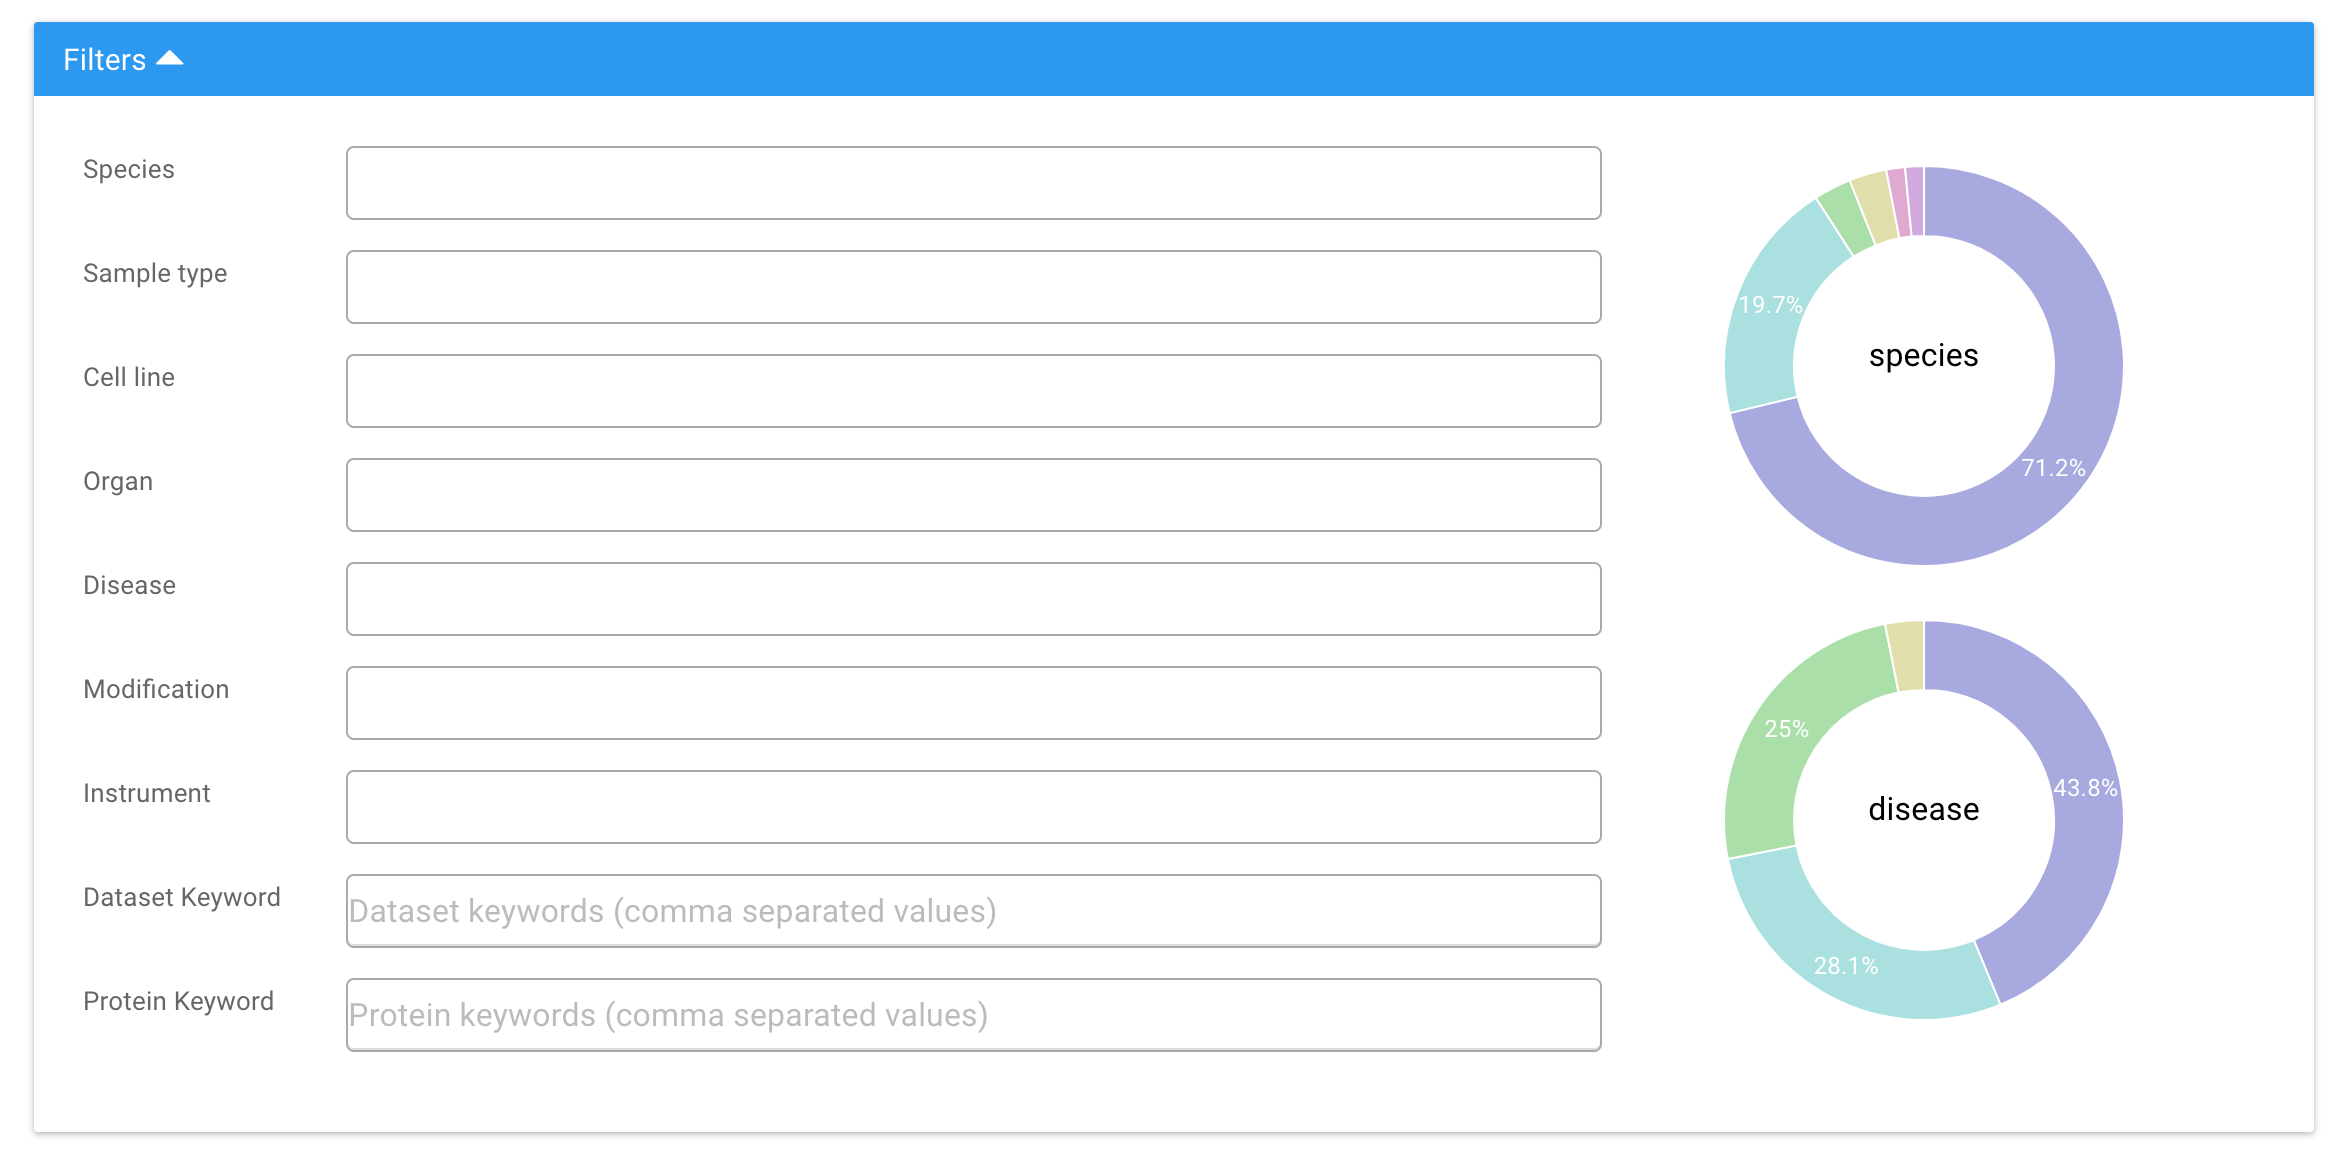 Filters
Species
Sample type
Cell line
Organ
Disease
Modification
Instrument
Dataset Keyword
Dataset keywords (comma separated values)
Protein Keyword
Protein keywords (comma separated values)
19.7%
species
71.2%
25%
43.8%
disease
28.1%